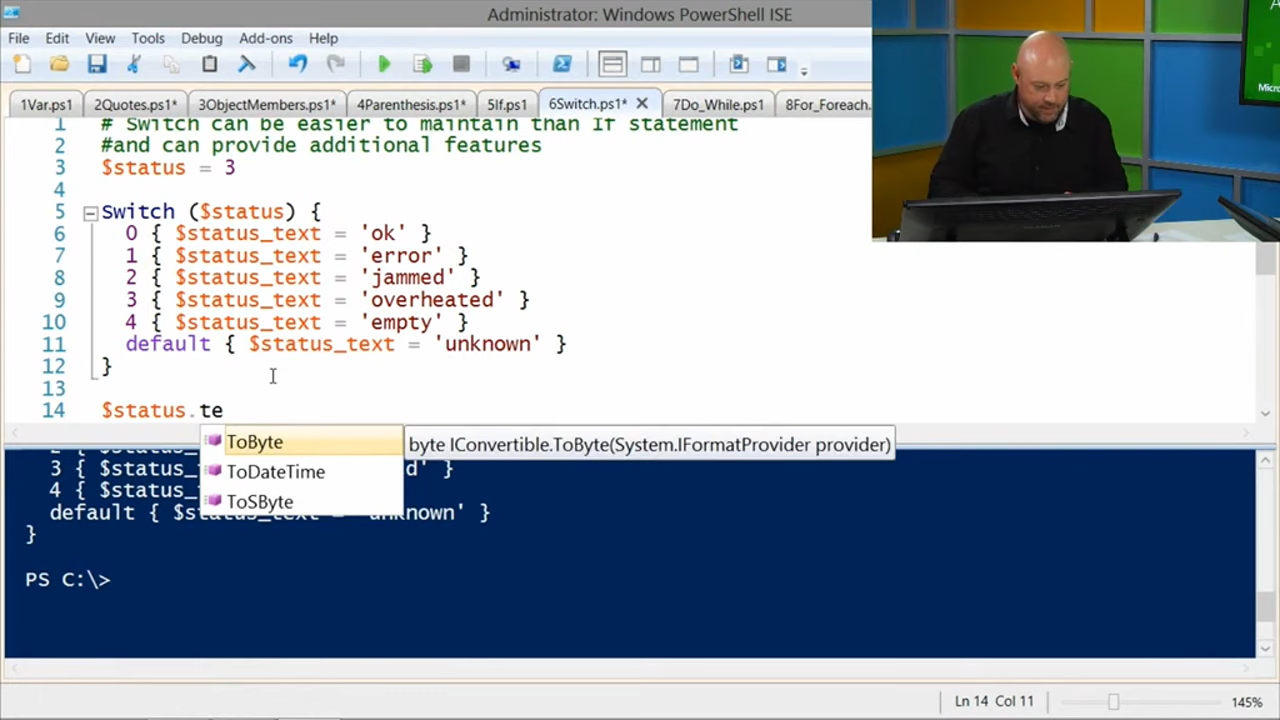 Administrator: Windows PowerShell ISE
File Edit View Tools Debug Add-ons Help
1Var.ps1 2Quotes.ps1* 3ObjectMembers.ps1* 4Parenthesis.ps1* 5If.ps1 6Switch.ps1* 7Do_While.ps1 8For_Foreach.
1 # Switch can be easier to maintain than If statement
2 #and can provide additional features
3 $status = 3
4
5 Switch ($status) {
6 0 { $status_text = 'ok' }
7 1 { $status_text = 'error' }
8 2 { $status_text = 'jammed' }
9 3 { $status_text = 'overheated' }
10 4 { $status_text = 'empty' }
11 default { $status_text = 'unknown' }
12 }
13
14 $status.te
ToByte byte IConvertible.ToByte(System.IFormatProvider provider)
ToDateTime
ToSByte
3 { $status_ d' }
4 { $status_
default { $status_text = 'unknown' }
}
PS C:\>
Ln 14 Col 11 145%